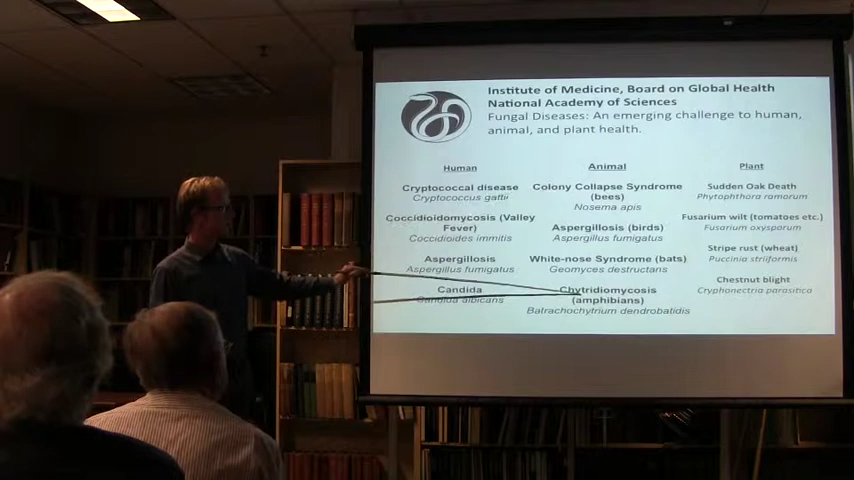 Institute of Medicine, Board on Global Health
National Academy of Sciences
Fungal Diseases: An emerging challenge to human,
animal, and plant health.
Human
Cryptococcal disease
Cryptococcus gattii
Coccidioidomycosis (Valley
Fever)
Coccidioides immitis
Aspergillosis
Aspergillus fumigatus
Candida
Candida albicans
Animal
Colony Collapse Syndrome
(bees)
Nosema apis
Aspergillosis (birds)
Aspergillus fumigatus
White-nose Syndrome (bats)
Geomyces destructans
Chytridiomycosis
(amphibians)
Batrachochytrium dendrobatidis
Plant
Sudden Oak Death
Phytophthora ramorum
Fusarium wilt (tomatoes etc.)
Fusarium oxysporum
Stripe rust (wheat)
Puccinia striiformis
Chestnut blight
Cryphonectria parasitica